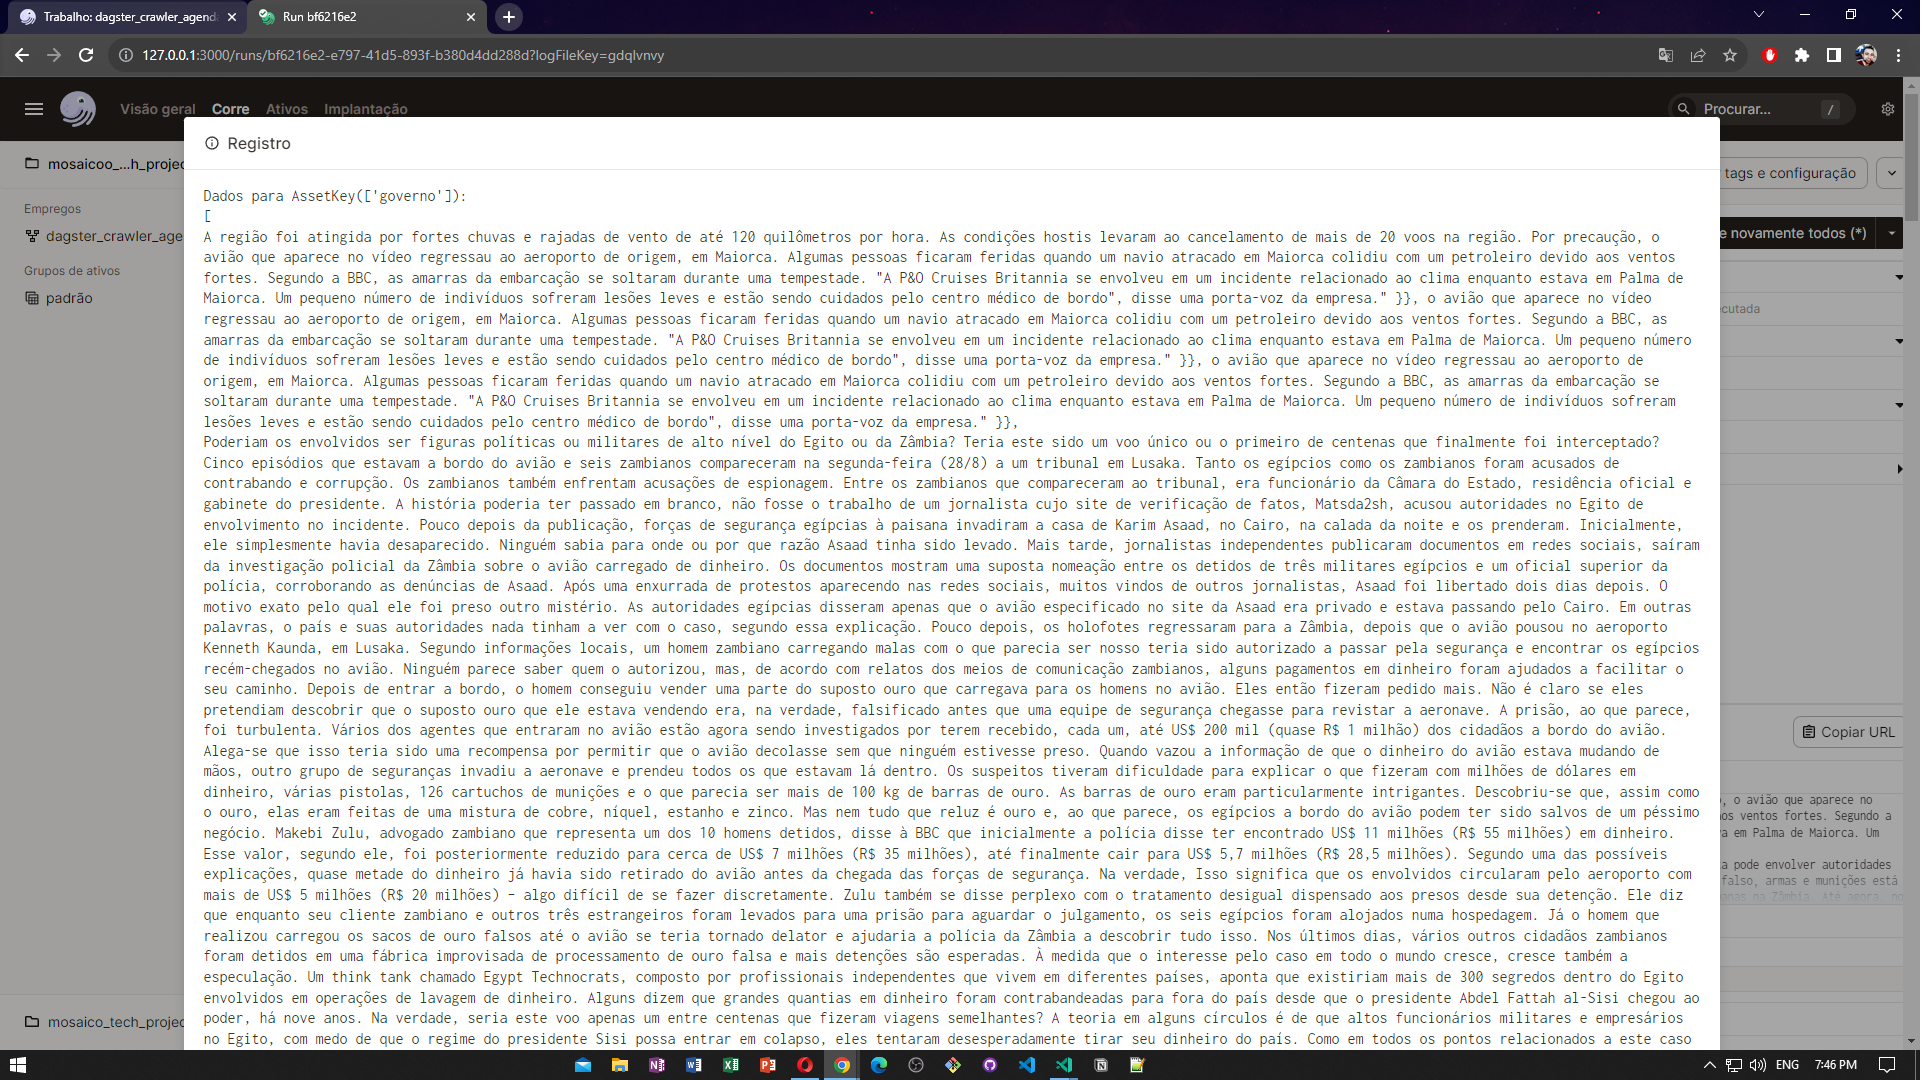 Trabalho: dagster_crawler_agenda
Run bf6216e2
127.0.0.1:3000/runs/bf6216e2-e797-41d5-893f-b380d4dd288d?logFileKey=gdqlvnvy
Visão geral Corre Ativos Implantação
Procurar... /
mosaicoo_...h_projec
Empregos
dagster_crawler_age
Grupos de ativos
padrão
mosaico_tech_projec
tags e configuração
e novamente todos (*)
cutada
Copiar URL
Registro
Dados para AssetKey(['governo']):
[
A região foi atingida por fortes chuvas e rajadas de vento de até 120 quilômetros por hora. As condições hostis levaram ao cancelamento de mais de 20 voos na região. Por precaução, o
avião que aparece no vídeo regressau ao aeroporto de origem, em Maiorca. Algumas pessoas ficaram feridas quando um navio atracado em Maiorca colidiu com um petroleiro devido aos ventos
fortes. Segundo a BBC, as amarras da embarcação se soltaram durante uma tempestade. "A P&O Cruises Britannia se envolveu em um incidente relacionado ao clima enquanto estava em Palma de
Maiorca. Um pequeno número de indivíduos sofreram lesões leves e estão sendo cuidados pelo centro médico de bordo", disse uma porta-voz da empresa." }}, o avião que aparece no vídeo
regressau ao aeroporto de origem, em Maiorca. Algumas pessoas ficaram feridas quando um navio atracado em Maiorca colidiu com um petroleiro devido aos ventos fortes. Segundo a BBC, as
amarras da embarcação se soltaram durante uma tempestade. "A P&O Cruises Britannia se envolveu em um incidente relacionado ao clima enquanto estava em Palma de Maiorca. Um pequeno número
de indivíduos sofreram lesões leves e estão sendo cuidados pelo centro médico de bordo", disse uma porta-voz da empresa." }}, o avião que aparece no vídeo regressau ao aeroporto de
origem, em Maiorca. Algumas pessoas ficaram feridas quando um navio atracado em Maiorca colidiu com um petroleiro devido aos ventos fortes. Segundo a BBC, as amarras da embarcação se
soltaram durante uma tempestade. "A P&O Cruises Britannia se envolveu em um incidente relacionado ao clima enquanto estava em Palma de Maiorca. Um pequeno número de indivíduos sofreram
lesões leves e estão sendo cuidados pelo centro médico de bordo", disse uma porta-voz da empresa." }},
Poderiam os envolvidos ser figuras políticas ou militares de alto nível do Egito ou da Zâmbia? Teria este sido um voo único ou o primeiro de centenas que finalmente foi interceptado?
Cinco episódios que estavam a bordo do avião e seis zambianos compareceram na segunda-feira (28/8) a um tribunal em Lusaka. Tanto os egípcios como os zambianos foram acusados de
contrabando e corrupção. Os zambianos também enfrentam acusações de espionagem. Entre os zambianos que compareceram ao tribunal, era funcionário da Câmara do Estado, residência oficial e
gabinete do presidente. A história poderia ter passado em branco, não fosse o trabalho de um jornalista cujo site de verificação de fatos, Matsda2sh, acusou autoridades no Egito de
envolvimento no incidente. Pouco depois da publicação, forças de segurança egípcias à paisana invadiram a casa de Karim Asaad, no Cairo, na calada da noite e os prenderam. Inicialmente,
ele simplesmente havia desaparecido. Ninguém sabia para onde ou por que razão Asaad tinha sido levado. Mais tarde, jornalistas independentes publicaram documentos em redes sociais, saíram
da investigação policial da Zâmbia sobre o avião carregado de dinheiro. Os documentos mostram uma suposta nomeação entre os detidos de três militares egípcios e um oficial superior da
polícia, corroborando as denúncias de Asaad. Após uma enxurrada de protestos aparecendo nas redes sociais, muitos vindos de outros jornalistas, Asaad foi libertado dois dias depois. O
motivo exato pelo qual ele foi preso outro mistério. As autoridades egípcias disseram apenas que o avião especificado no site da Asaad era privado e estava passando pelo Cairo. Em outras
palavras, o país e suas autoridades nada tinham a ver com o caso, segundo essa explicação. Pouco depois, os holofotes regressaram para a Zâmbia, depois que o avião pousou no aeroporto
Kenneth Kaunda, em Lusaka. Segundo informações locais, um homem zambiano carregando malas com o que parecia ser nosso teria sido autorizado a passar pela segurança e encontrar os egípcios
recém-chegados no avião. Ninguém parece saber quem o autorizou, mas, de acordo com relatos dos meios de comunicação zambianos, alguns pagamentos em dinheiro foram ajudados a facilitar o
seu caminho. Depois de entrar a bordo, o homem conseguiu vender uma parte do suposto ouro que carregava para os homens no avião. Eles então fizeram pedido mais. Não é claro se eles
pretendiam descobrir que o suposto ouro que ele estava vendendo era, na verdade, falsificado antes que uma equipe de segurança chegasse para revistar a aeronave. A prisão, ao que parece,
foi turbulenta. Vários dos agentes que entraram no avião estão agora sendo investigados por terem recebido, cada um, até US$ 200 mil (quase R$ 1 milhão) dos cidadãos a bordo do avião.
Alega-se que isso teria sido uma recompensa por permitir que o avião decolasse sem que ninguém estivesse preso. Quando vazou a informação de que o dinheiro do avião estava mudando de
mãos, outro grupo de seguranças invadiu a aeronave e prendeu todos os que estavam lá dentro. Os suspeitos tiveram dificuldade para explicar o que fizeram com milhões de dólares em
dinheiro, várias pistolas, 126 cartuchos de munições e o que parecia ser mais de 100 kg de barras de ouro. As barras de ouro eram particularmente intrigantes. Descobriu-se que, assim como
o ouro, elas eram feitas de uma mistura de cobre, níquel, estanho e zinco. Mas nem tudo que reluz é ouro e, ao que parece, os egípcios a bordo do avião podem ter sido salvos de um péssimo
negócio. Makebi Zulu, advogado zambiano que representa um dos 10 homens detidos, disse à BBC que inicialmente a polícia disse ter encontrado US$ 11 milhões (R$ 55 milhões) em dinheiro.
Esse valor, segundo ele, foi posteriormente reduzido para cerca de US$ 7 milhões (R$ 35 milhões), até finalmente cair para US$ 5,7 milhões (R$ 28,5 milhões). Segundo uma das possíveis
explicações, quase metade do dinheiro já havia sido retirado do avião antes da chegada das forças de segurança. Na verdade, Isso significa que os envolvidos circularam pelo aeroporto com
mais de US$ 5 milhões (R$ 20 milhões) – algo difícil de se fazer discretamente. Zulu também se disse perplexo com o tratamento desigual dispensado aos presos desde sua detenção. Ele diz
que enquanto seu cliente zambiano e outros três estrangeiros foram levados para uma prisão para aguardar o julgamento, os seis egípcios foram alojados numa hospedagem. Já o homem que
realizou carregou os sacos de ouro falsos até o avião se teria tornado delator e ajudaria a polícia da Zâmbia a descobrir tudo isso. Nos últimos dias, vários outros cidadãos zambianos
foram detidos em uma fábrica improvisada de processamento de ouro falsa e mais detenções são esperadas. À medida que o interesse pelo caso em todo o mundo cresce, cresce também a
especulação. Um think tank chamado Egypt Technocrats, composto por profissionais independentes que vivem em diferentes países, aponta que existiriam mais de 300 segredos dentro do Egito
envolvidos em operações de lavagem de dinheiro. Alguns dizem que grandes quantias em dinheiro foram contrabandeadas para fora do país desde que o presidente Abdel Fattah al-Sisi chegou ao
poder, há nove anos. Na verdade, seria este voo apenas um entre centenas que fizeram viagens semelhantes? A teoria em alguns círculos é de que altos funcionários militares e empresários
no Egito, com medo de que o regime do presidente Sisi possa entrar em colapso, eles tentaram desesperadamente tirar seu dinheiro do país. Como em todos os pontos relacionados a este caso
, o avião que aparece no
os ventos fortes. Segundo a
a em Palma de Maiorca. Um
a pode envolver autoridades
falso, armas e munições está
ENG 7:46 PM